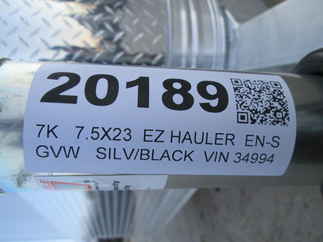 20189
7K 7.5X23 EZ HAULER EN-S
GVW SILV/BLACK VIN 34994